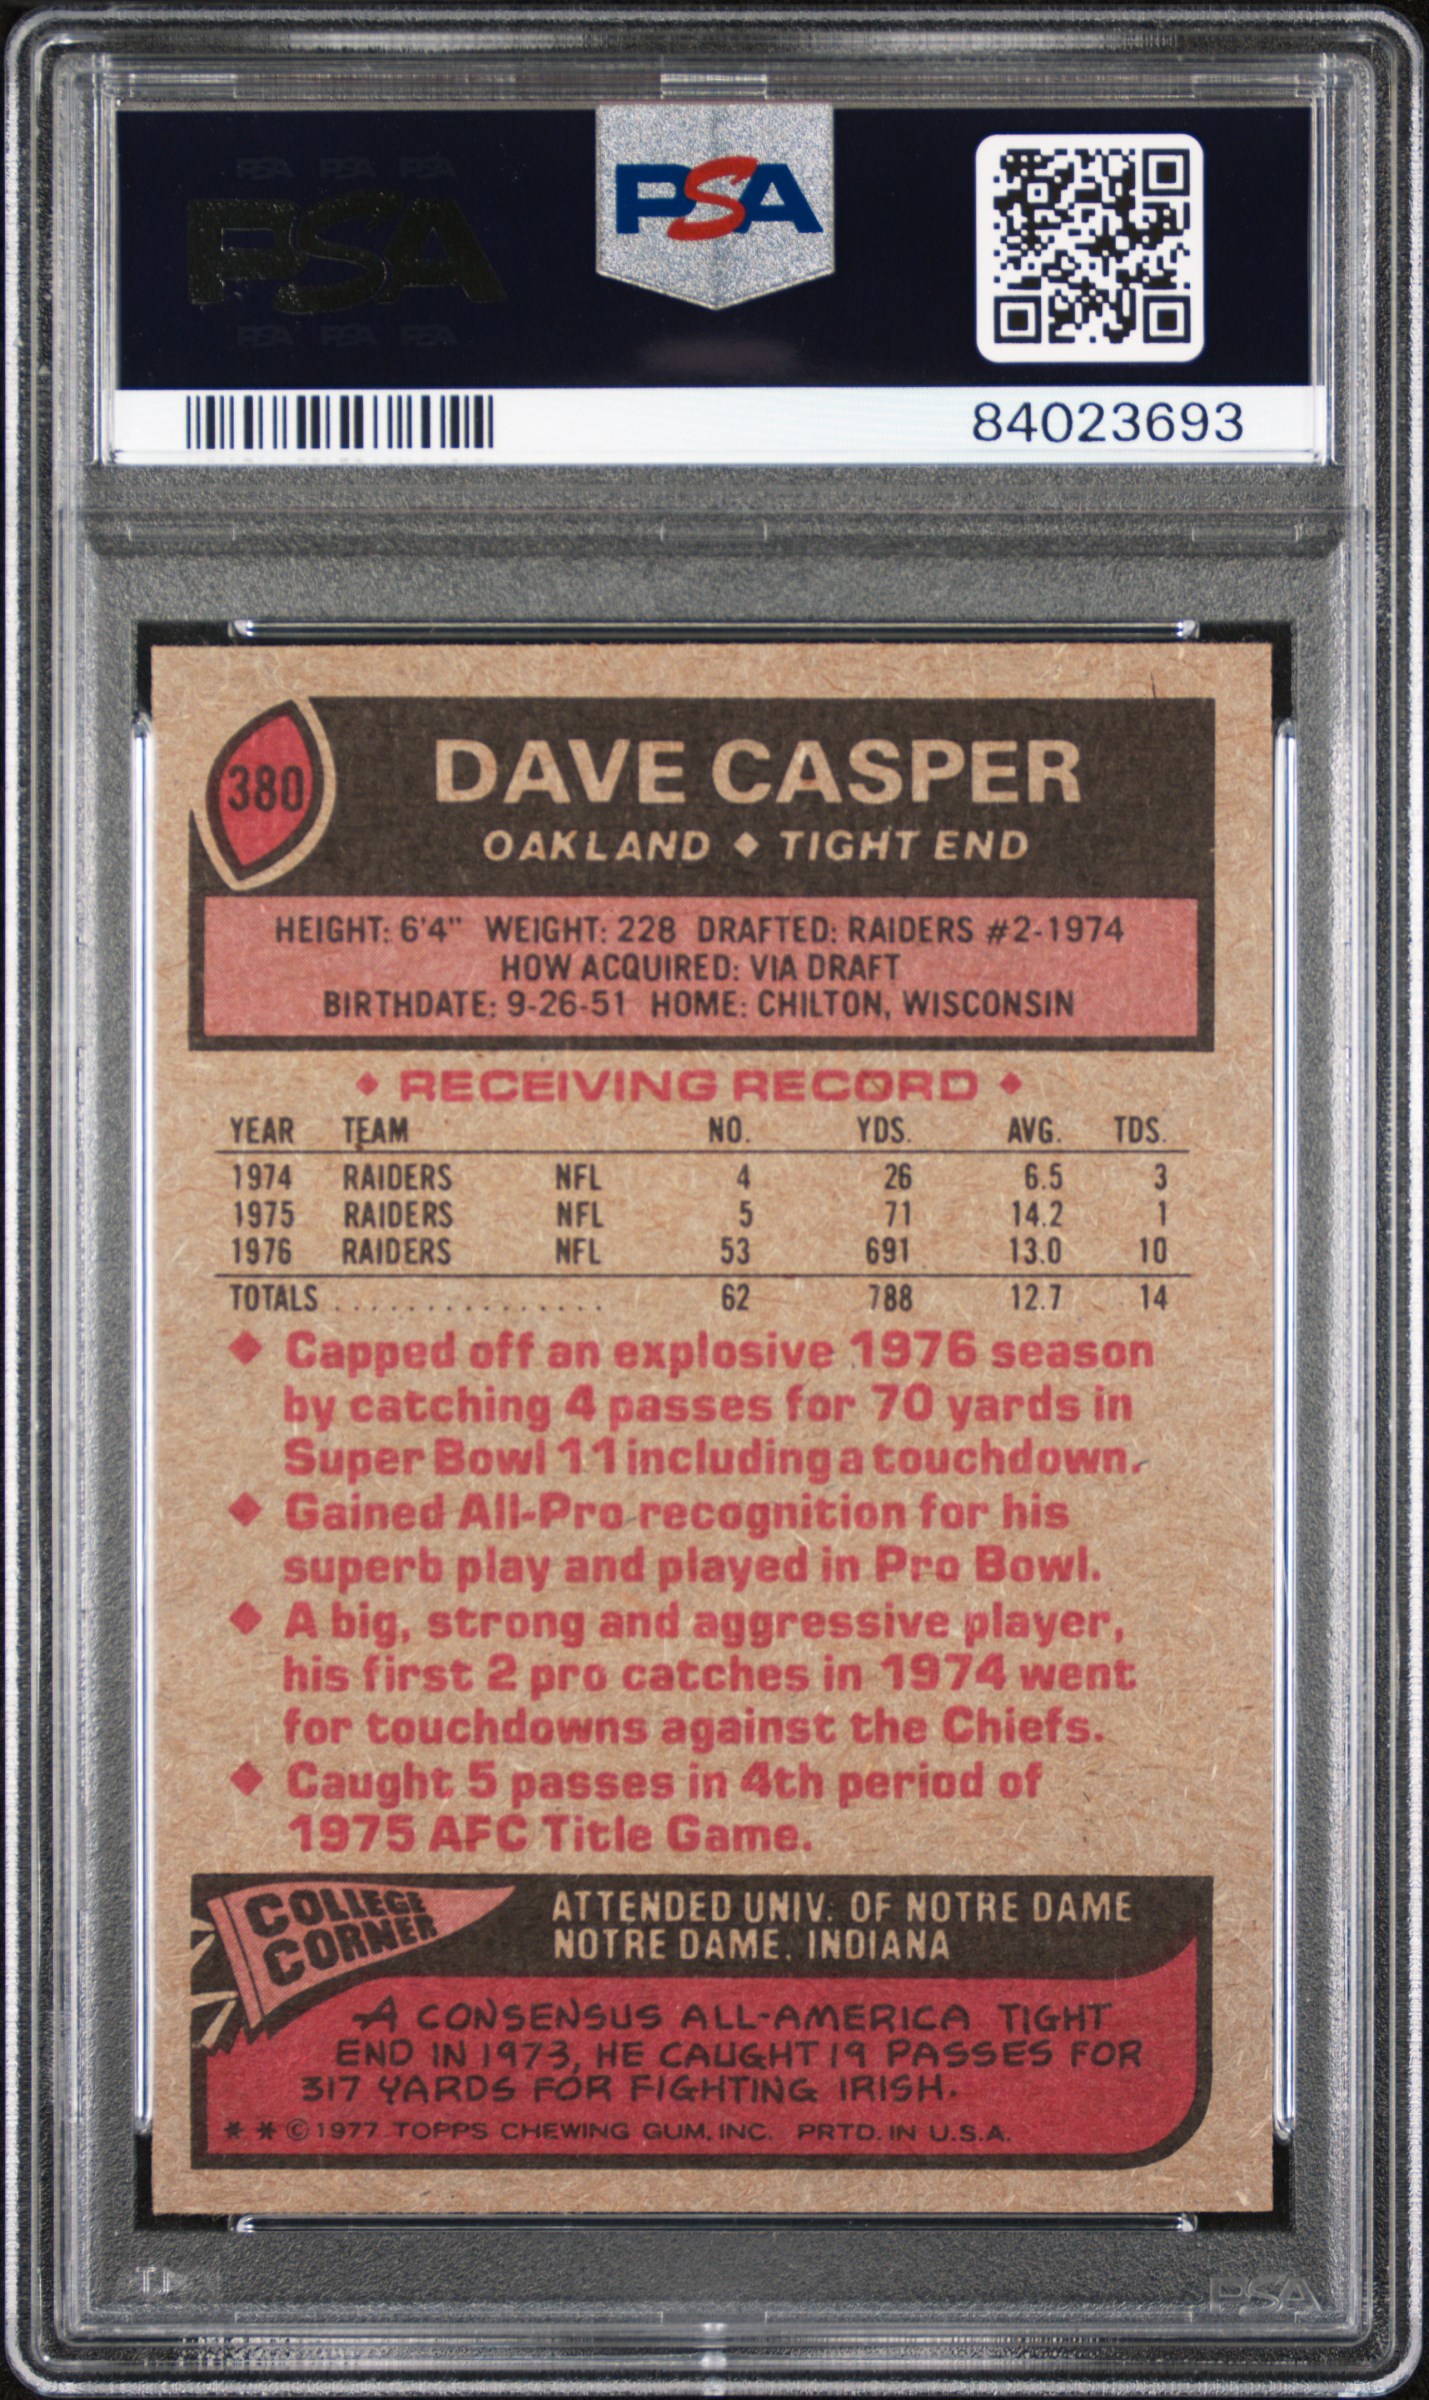 PSA PSA PSA
PSA
PSA PSA PSA
PSA
84023693
380
DAVE CASPER
OAKLAND ◆ TIGHT END
HEIGHT: 6'4" WEIGHT: 228 DRAFTED: RAIDERS #2-1974
HOW ACQUIRED: VIA DRAFT
BIRTHDATE: 9-26-51 HOME: CHILTON, WISCONSIN
◆ RECEIVING RECORD ◆
YEAR TEAM NO. YDS. AVG. TDS.
1974 RAIDERS NFL 4 26 6.5 3
1975 RAIDERS NFL 5 71 14.2 1
1976 RAIDERS NFL 53 691 13.0 10
TOTALS . . . . . . . . . . . . . . . 62 788 12.7 14
◆ Capped off an explosive 1976 season
by catching 4 passes for 70 yards in
Super Bowl 11 including a touchdown.
◆ Gained All-Pro recognition for his
superb play and played in Pro Bowl.
◆ A big, strong and aggressive player,
his first 2 pro catches in 1974 went
for touchdowns against the Chiefs.
◆ Caught 5 passes in 4th period of
1975 AFC Title Game.
COLLEGE
CORNER
ATTENDED UNIV. OF NOTRE DAME
NOTRE DAME, INDIANA
A CONSENSUS ALL-AMERICA TIGHT
END IN 1973, HE CAUGHT 19 PASSES FOR
317 YARDS FOR FIGHTING IRISH.
* * © 1977 TOPPS CHEWING GUM, INC. PRTD. IN U.S.A.
PSA